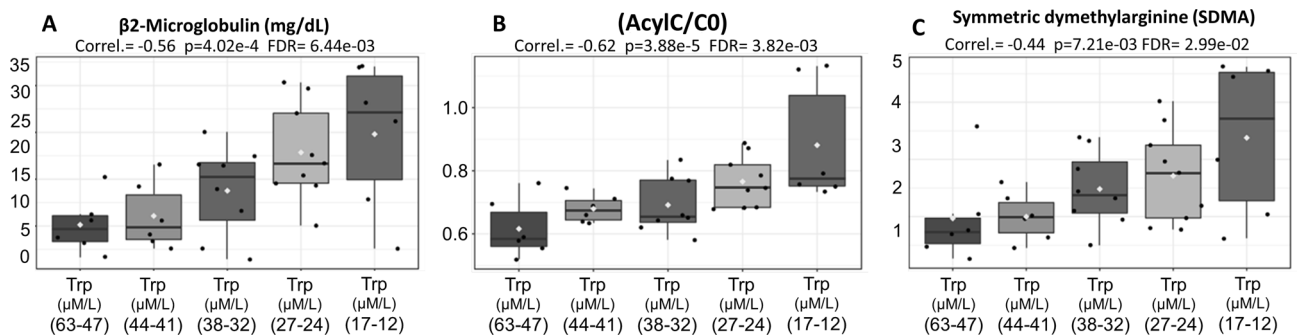 A
β2-Microglobulin (mg/dL)
Correl.= -0.56 p=4.02e-4 FDR= 6.44e-03
35
30
25
20
15
10
5
0
Trp Trp Trp Trp Trp
(µM/L) (µM/L) (µM/L) (µM/L) (µM/L)
(63-47) (44-41) (38-32) (27-24) (17-12)
B
(AcylC/C0)
Correl.= -0.62 p=3.88e-5 FDR= 3.82e-03
1.0
0.8
0.6
Trp Trp Trp Trp Trp
(µM/L) (µM/L) (µM/L) (µM/L) (µM/L)
(63-47) (44-41) (38-32) (27-24) (17-12)
C
Symmetric dymethylarginine (SDMA)
Correl.= -0.44 p=7.21e-03 FDR= 2.99e-02
5
4
3
2
1
Trp Trp Trp Trp Trp
(µM/L) (µM/L) (µM/L) (µM/L) (µM/L)
(63-47) (44-41) (38-32) (27-24) (17-12)